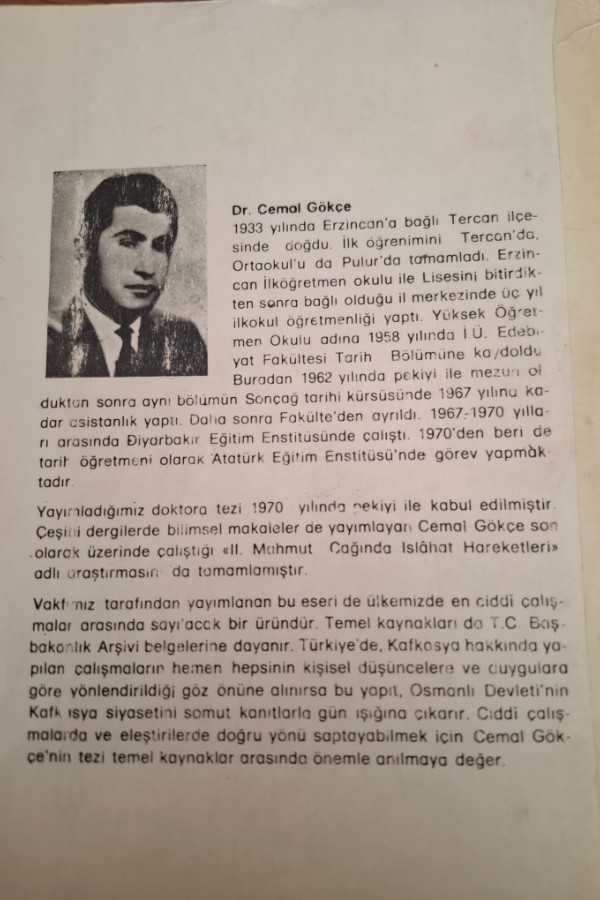 Dr. Cemal Gökçe
1933 yılında Erzincan'a bağlı Tercan ilçe-
sinde doğdu. İlk öğrenimini Tercan'da,
Ortaokul'u da Pulur'da tamamladı. Erzin-
can İlköğretmen okulu ile Lisesini bitirdik-
ten sonra bağlı olduğu il merkezinde üç yıl
ilkokul öğretmenliği yaptı. Yüksek Öğret-
men Okulu adına 1958 yılında İ.Ü. Edebi-
yat Fakültesi Tarih Bölümüne kaydoldu
Buradan 1962 yılında pekiyi ile mezun ol
duktan sonra aynı bölümün Sonçağ tarihi kürsüsünde 1967 yılına ka-
dar asistanlık yaptı. Daha sonra Fakülte'den ayrıldı. 1967-1970 yılla-
rı arasında Diyarbakır Eğitim Enstitüsünde çalıştı. 1970'den beri de
tarih öğretmeni olarak Atatürk Eğitim Enstitüsü'nde görev yapmak-
tadır.
Yayımladığımız doktora tezi 1970 yılında pekiyi ile kabul edilmiştir.
Çeşitli dergilerde bilimsel makaleler de yayımlayan Cemal Gökçe son
olarak üzerinde çalıştığı «II. Mahmut Çağında Islâhat Hareketleri»
adlı araştırmasını da tamamlamıştır.
Vakfımız tarafından yayımlanan bu eseri de ülkemizde en ciddi çalış-
malar arasında sayılacak bir üründür. Temel kaynakları da T.C. Baş-
bakanlık Arşivi belgelerine dayanır. Türkiye'de, Kafkasya hakkında ya-
pılan çalışmaların hemen hepsinin kişisel düşüncelere ve duygulara
göre yönlendirildiği göz önüne alınırsa bu yapıt, Osmanlı Devleti'nin
Kafkasya siyasetini somut kanıtlarla gün ışığına çıkarır. Ciddî çalış-
malarda ve eleştirilerde doğru yönü saptayabilmek için Cemal Gök-
çe'nin tezi temel kaynaklar arasında önemle anılmaya değer.